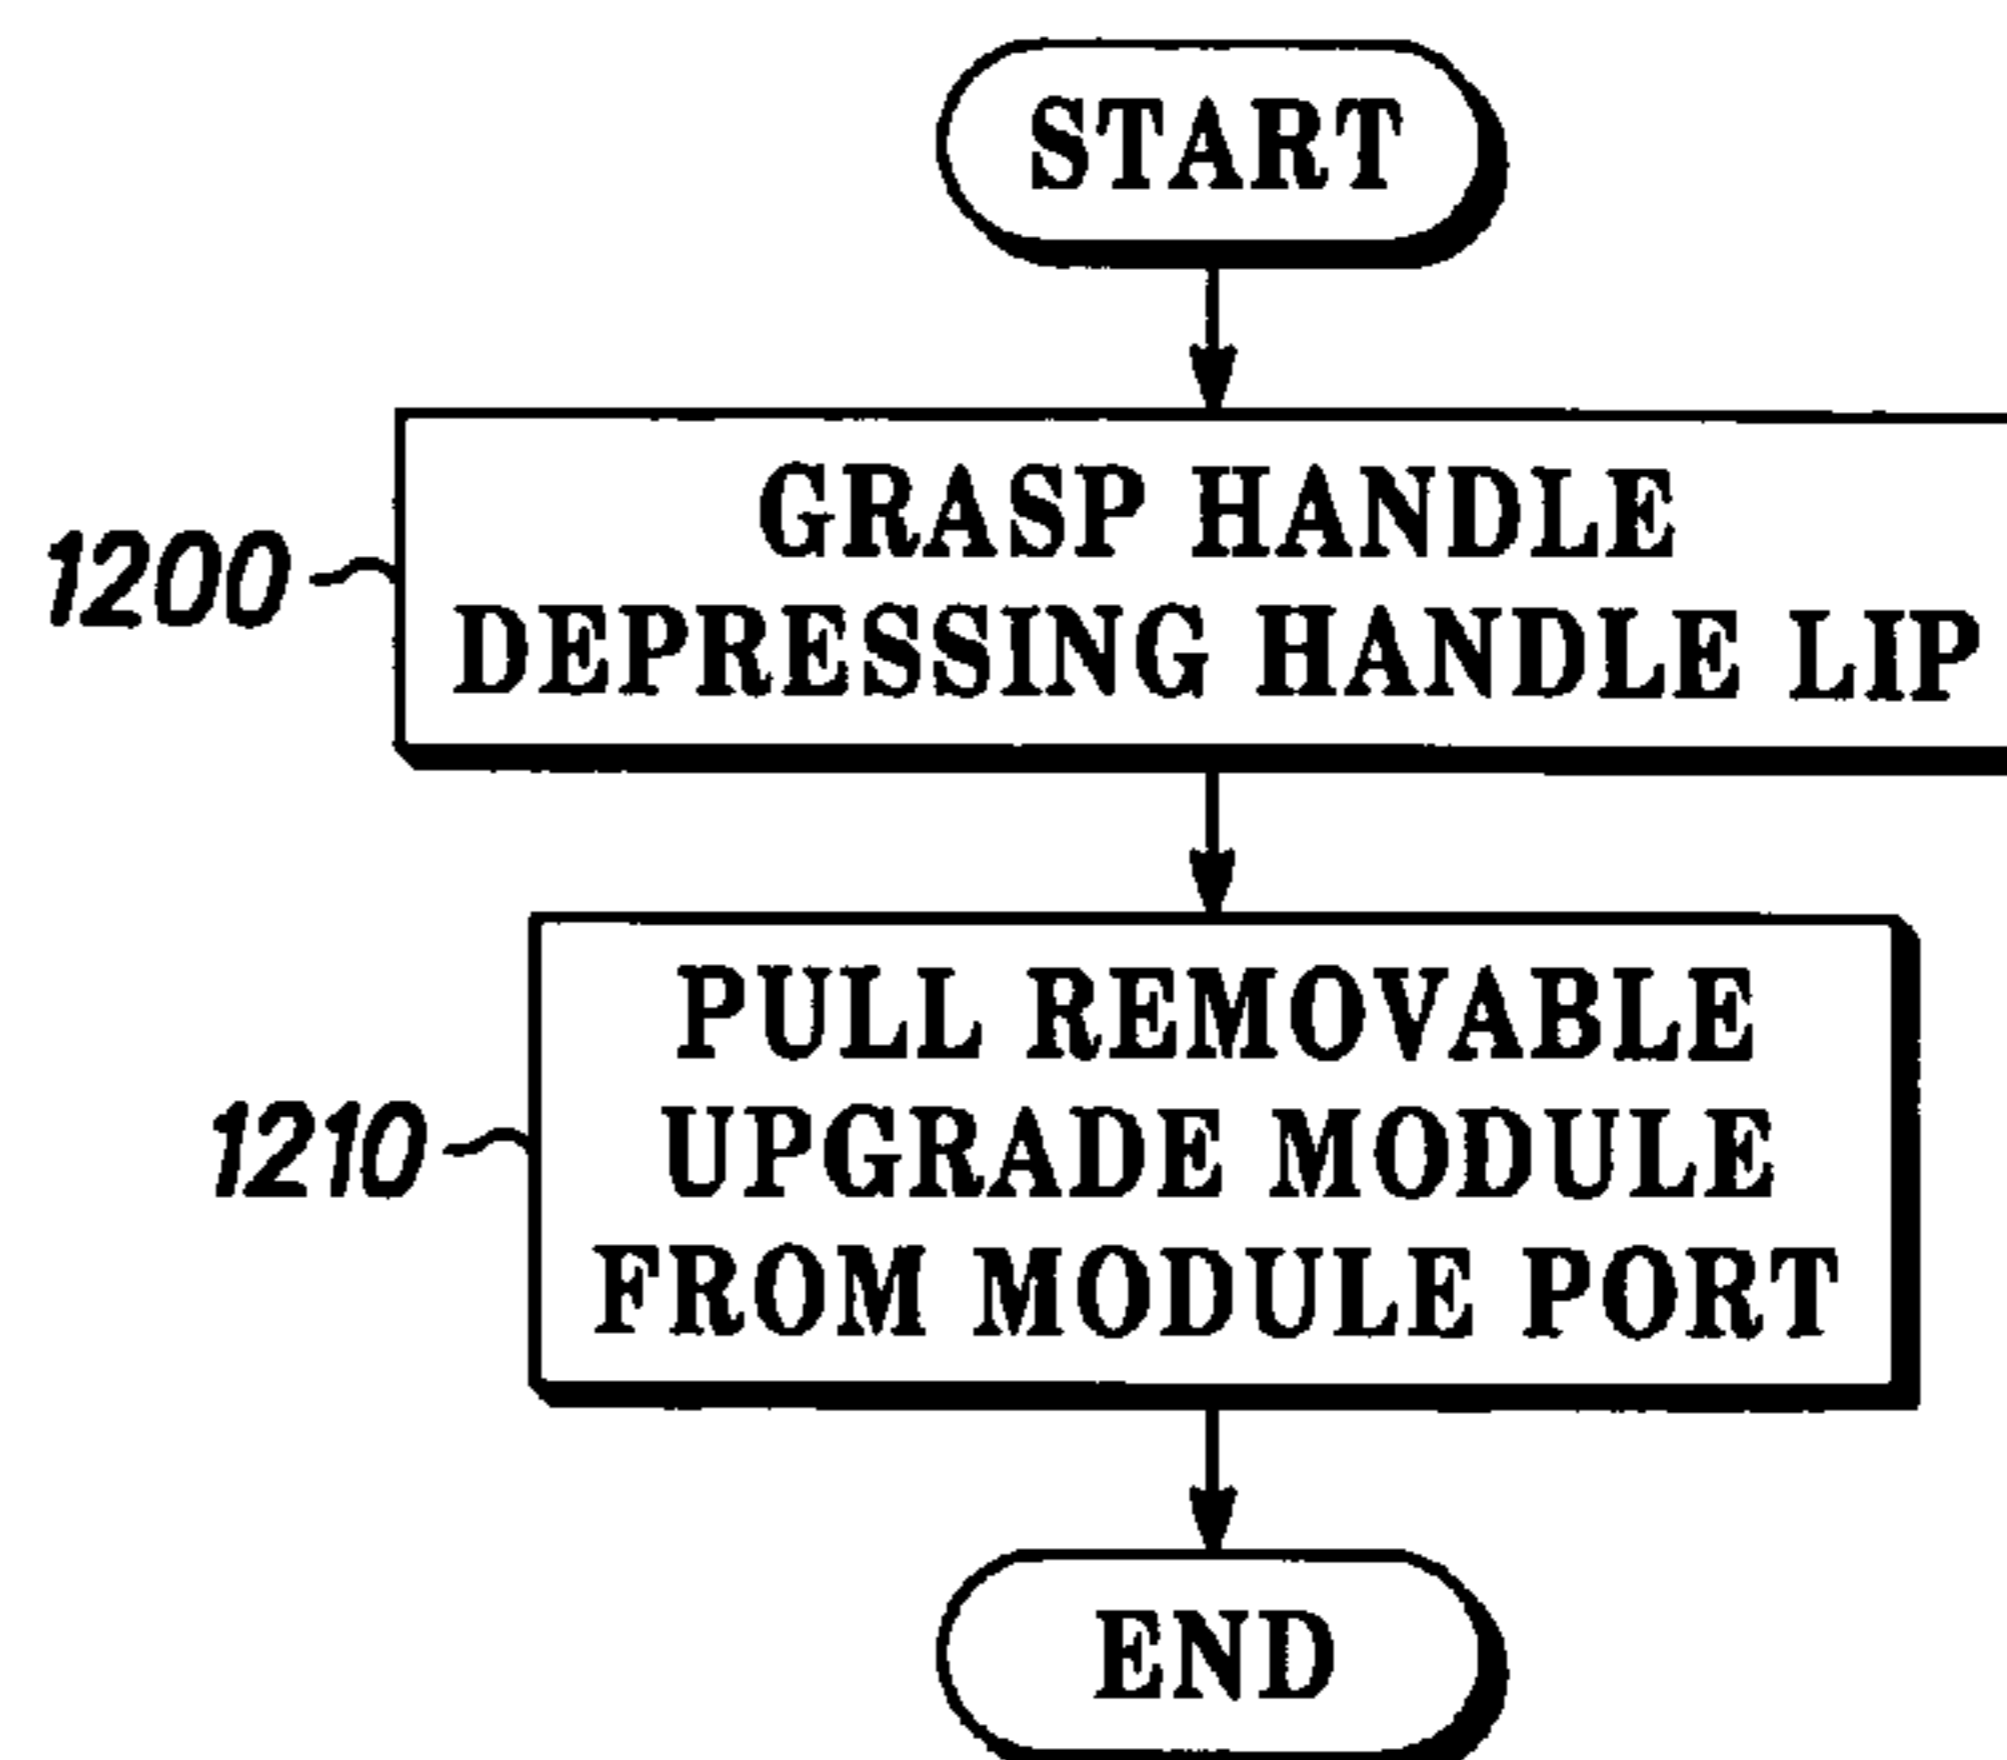 START
GRASP HANDLE
DEPRESSING HANDLE LIP
1200
PULL REMOVABLE
UPGRADE MODULE
FROM MODULE PORT
1210
END